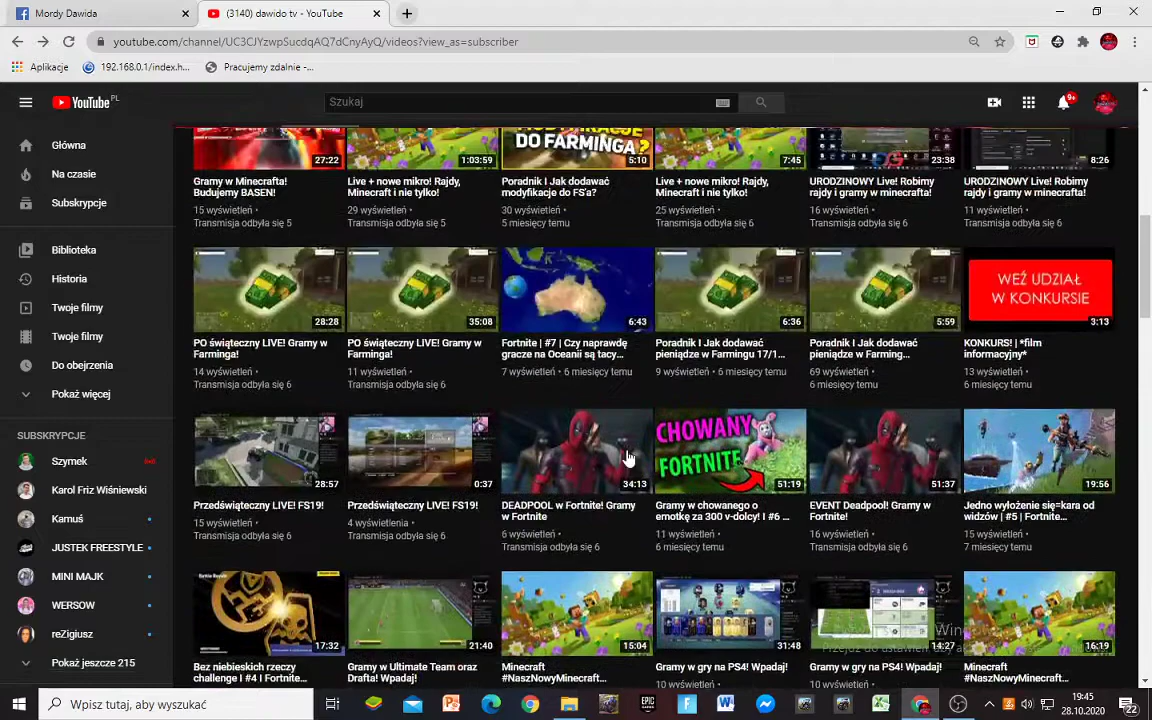 Mordy Dawida
(3140) dawido tv - YouTube
youtube.com/channel/UC3CJYzwpSucdqAQ7dCnyAyQ/videos?view_as=subscriber
Aplikacje
192.168.0.1/index.h...
Pracujemy zdalnie -...
YouTube PL
Szukaj
9+
Główna
Na czasie
Subskrypcje
Biblioteka
Historia
Twoje filmy
Twoje filmy
Do obejrzenia
Pokaż więcej
SUBSKRYPCJE
Szymek
Karol Friz Wiśniewski
Kamuś
JUSTEK FREESTYLE
MINI MAJK
WERSOW
reZigiusz
Pokaż jeszcze 215
DO FARMINGA?
27:22
1:03:59
5:10
7:45
23:38
8:26
Gramy w Minecrafta!
Budujemy BASEN!
15 wyświetleń •
Transmisja odbyła się 5
Live + nowe mikro! Rajdy,
Minecraft i nie tylko!
29 wyświetleń •
Transmisja odbyła się 5
Poradnik I Jak dodawać
modyfikacje do FS'a?
30 wyświetleń •
5 miesięcy temu
Live + nowe mikro! Rajdy,
Minecraft i nie tylko!
25 wyświetleń •
Transmisja odbyła się 6
URODZINOWY Live! Robimy
rajdy i gramy w minecrafta!
16 wyświetleń •
Transmisja odbyła się 6
URODZINOWY Live! Robimy
rajdy i gramy w minecrafta!
11 wyświetleń •
Transmisja odbyła się 6
WEŹ UDZIAŁ
W KONKURSIE
28:28
35:08
6:43
6:36
5:59
3:13
PO świąteczny LIVE! Gramy w
Farminga!
14 wyświetleń •
Transmisja odbyła się 6
PO świąteczny LIVE! Gramy w
Farminga!
11 wyświetleń •
Transmisja odbyła się 6
Fortnite | #7 | Czy naprawdę
gracze na Oceanii są tacy...
7 wyświetleń • 6 miesięcy temu
Poradnik I Jak dodawać
pieniądze w Farmingu 17/1...
9 wyświetleń • 6 miesięcy temu
Poradnik I Jak dodawać
pieniądze w Farming...
69 wyświetleń •
6 miesięcy temu
KONKURS! | *film
informacyjny*
13 wyświetleń •
6 miesięcy temu
CHOWANY
FORTNITE
28:57
0:37
34:13
51:19
51:37
19:56
Przedświąteczny LIVE! FS19!
15 wyświetleń •
Transmisja odbyła się 6
Przedświąteczny LIVE! FS19!
4 wyświetlenia •
Transmisja odbyła się 6
DEADPOOL w Fortnite! Gramy
w Fortnite
6 wyświetleń •
Transmisja odbyła się 6
Gramy w chowanego o
emotkę za 300 v-dolcy! I #6 ...
11 wyświetleń •
6 miesięcy temu
EVENT Deadpool! Gramy w
Fortnite!
16 wyświetleń •
Transmisja odbyła się 6
Jedno wyłożenie się=kara od
widzów | #5 | Fortnite...
15 wyświetleń •
7 miesięcy temu
17:32
21:40
15:04
31:48
14:27
16:19
Bez niebieskich rzeczy
challenge I #4 I Fortnite...
Gramy w Ultimate Team oraz
Drafta! Wpadaj!
Minecraft
#NaszNowyMinecraft...
Gramy w gry na PS4! Wpadaj!
10 wyświetleń •
Gramy w gry na PS4! Wpadaj!
10 wyświetleń •
Minecraft
#NaszNowyMinecraft...
Wpisz tutaj, aby wyszukać
EPIC
GAMES
19:45
28.10.2020
22